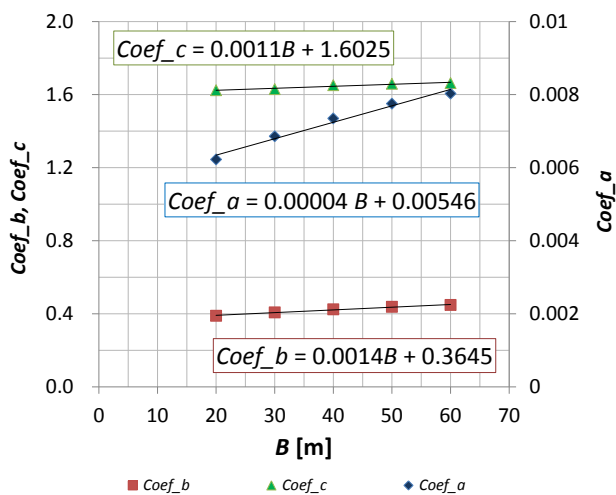 2.0
1.6
1.2
0.8
0.4
0.0
Coef_b, Coef_c
0.01
0.008
0.006
0.004
0.002
0
Coef_a
Coef_c = 0.0011B + 1.6025
Coef_a = 0.00004 B + 0.00546
Coef_b = 0.0014B + 0.3645
0 10 20 30 40 50 60 70
B [m]
Coef_b Coef_c Coef_a